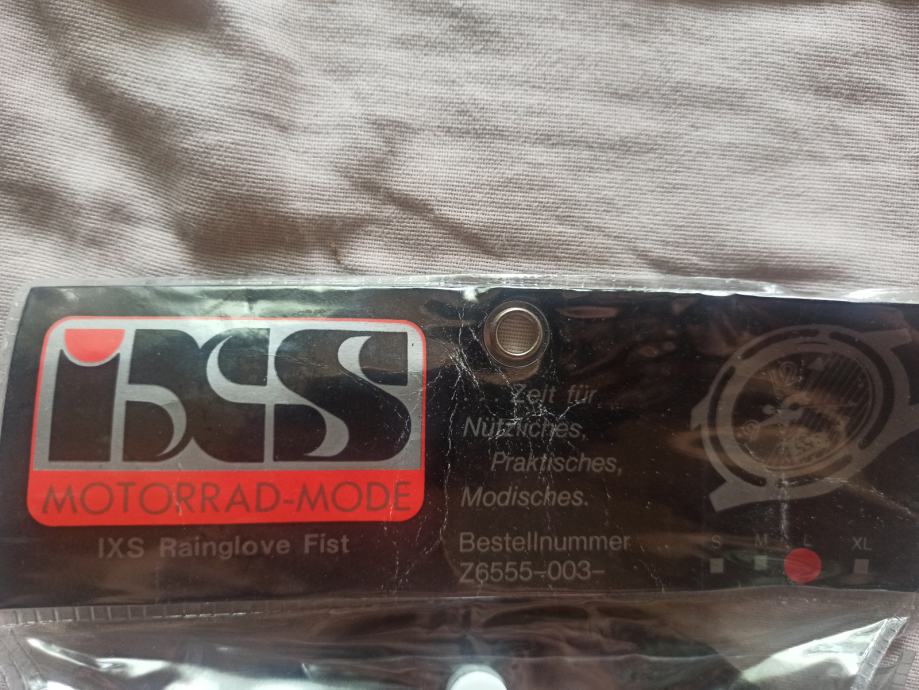 iXS
MOTORRAD-MODE
IXS Rainglove Fist
Zeit für
Nützliches,
Praktisches,
Modisches.
Bestellnummer
Z6555-003-
S M L XL